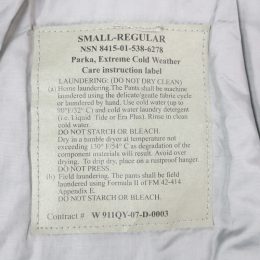 SMALL-REGULAR
NSN 8415-01-538-6278
Parka, Extreme Cold Weather
Care instruction label
LAUNDERING: (DO NOT DRY CLEAN)
(a) Home laundering. The Pants shall be machine
laundered using the delicate/gentle fabric cycle
or laundered by hand. Use cold water (up to
90°F/32° C) and cold water laundry detergent
(i.e. Liquid Tide or Era Plus). Rinse in clean
cold water.
DO NOT STARCH OR BLEACH.
Dry in a tumble dryer at temperature not
exceeding 130° F/54° C as degradation of the
component materials will result. Avoid over
drying. To drip dry, place on a rustproof hanger.
DO NOT PRESS.
(b) Field laundering. The pants shall be field
laundered using Formula II of FM 42-414
Appendix E.
DO NOT STARCH OR BLEACH.
Contract # W911QY-07-D-0003